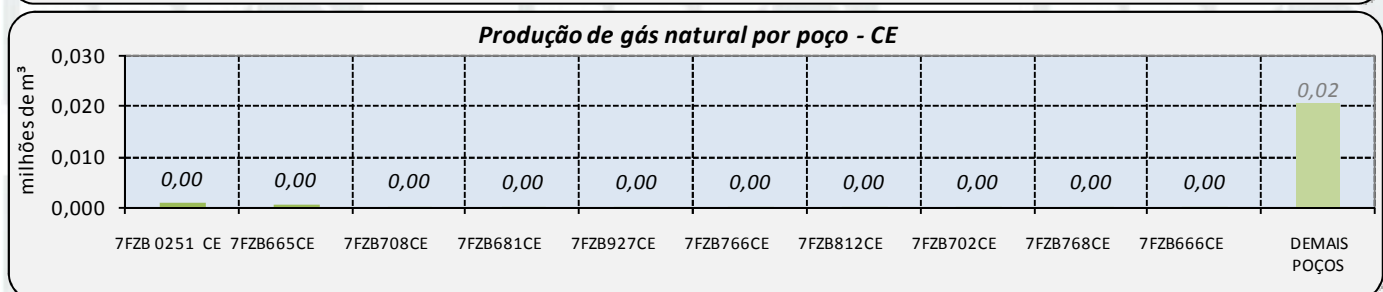 Produção de gás natural por poço - CE
milhões de m³
0,030
0,020
0,010
0,000
0,00 0,00 0,00 0,00 0,00 0,00 0,00 0,00 0,00 0,00 0,02
7FZB 0251 CE 7FZB665CE 7FZB708CE 7FZB681CE 7FZB927CE 7FZB766CE 7FZB812CE 7FZB702CE 7FZB768CE 7FZB666CE DEMAIS
POÇOS